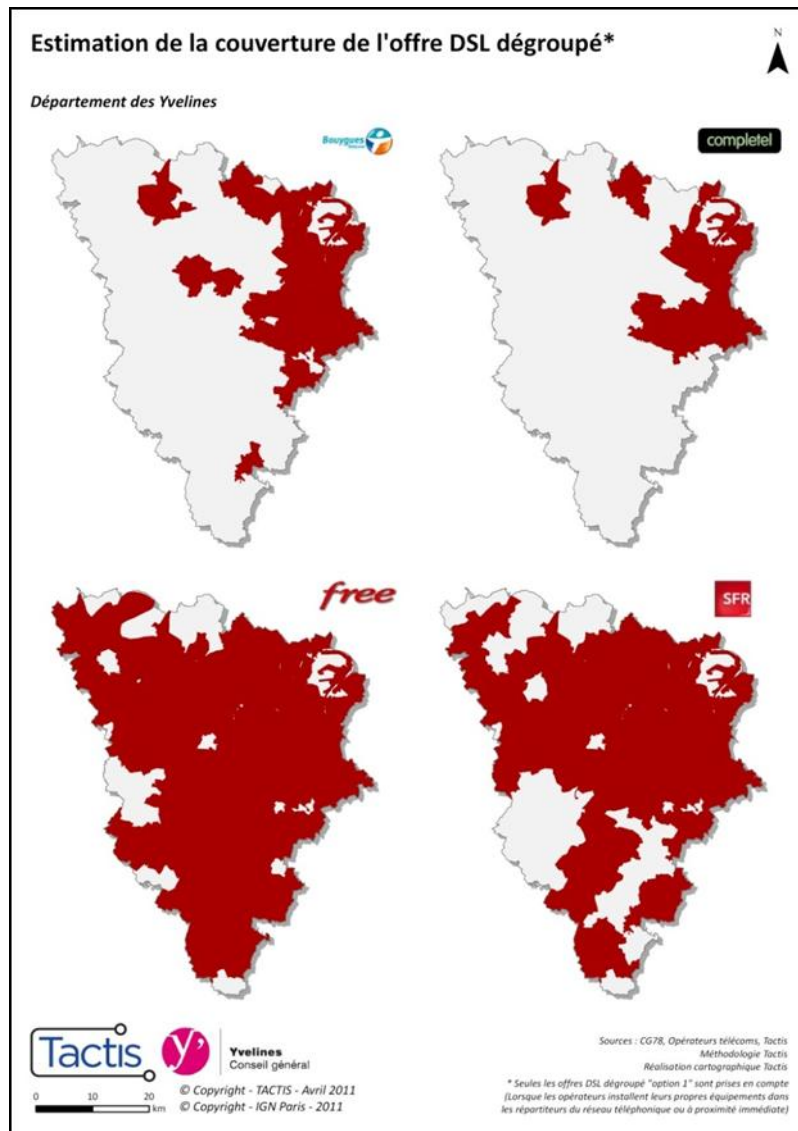 Estimation de la couverture de l'offre DSL dégroupé*
N
Département des Yvelines
Bouygues
Telecom
completel
free
SFR
Tactis
y'
Yvelines
Conseil général
© Copyright - TACTIS - Avril 2011
© Copyright - IGN Paris - 2011
0 10 20
km
Sources : CG78, Opérateurs télécoms, Tactis
Méthodologie Tactis
Réalisation cartographique Tactis
* Seules les offres DSL dégroupé "option 1" sont prises en compte
(Lorsque les opérateurs installent leurs propres équipements dans
les répartiteurs du réseau téléphonique ou à proximité immédiate)